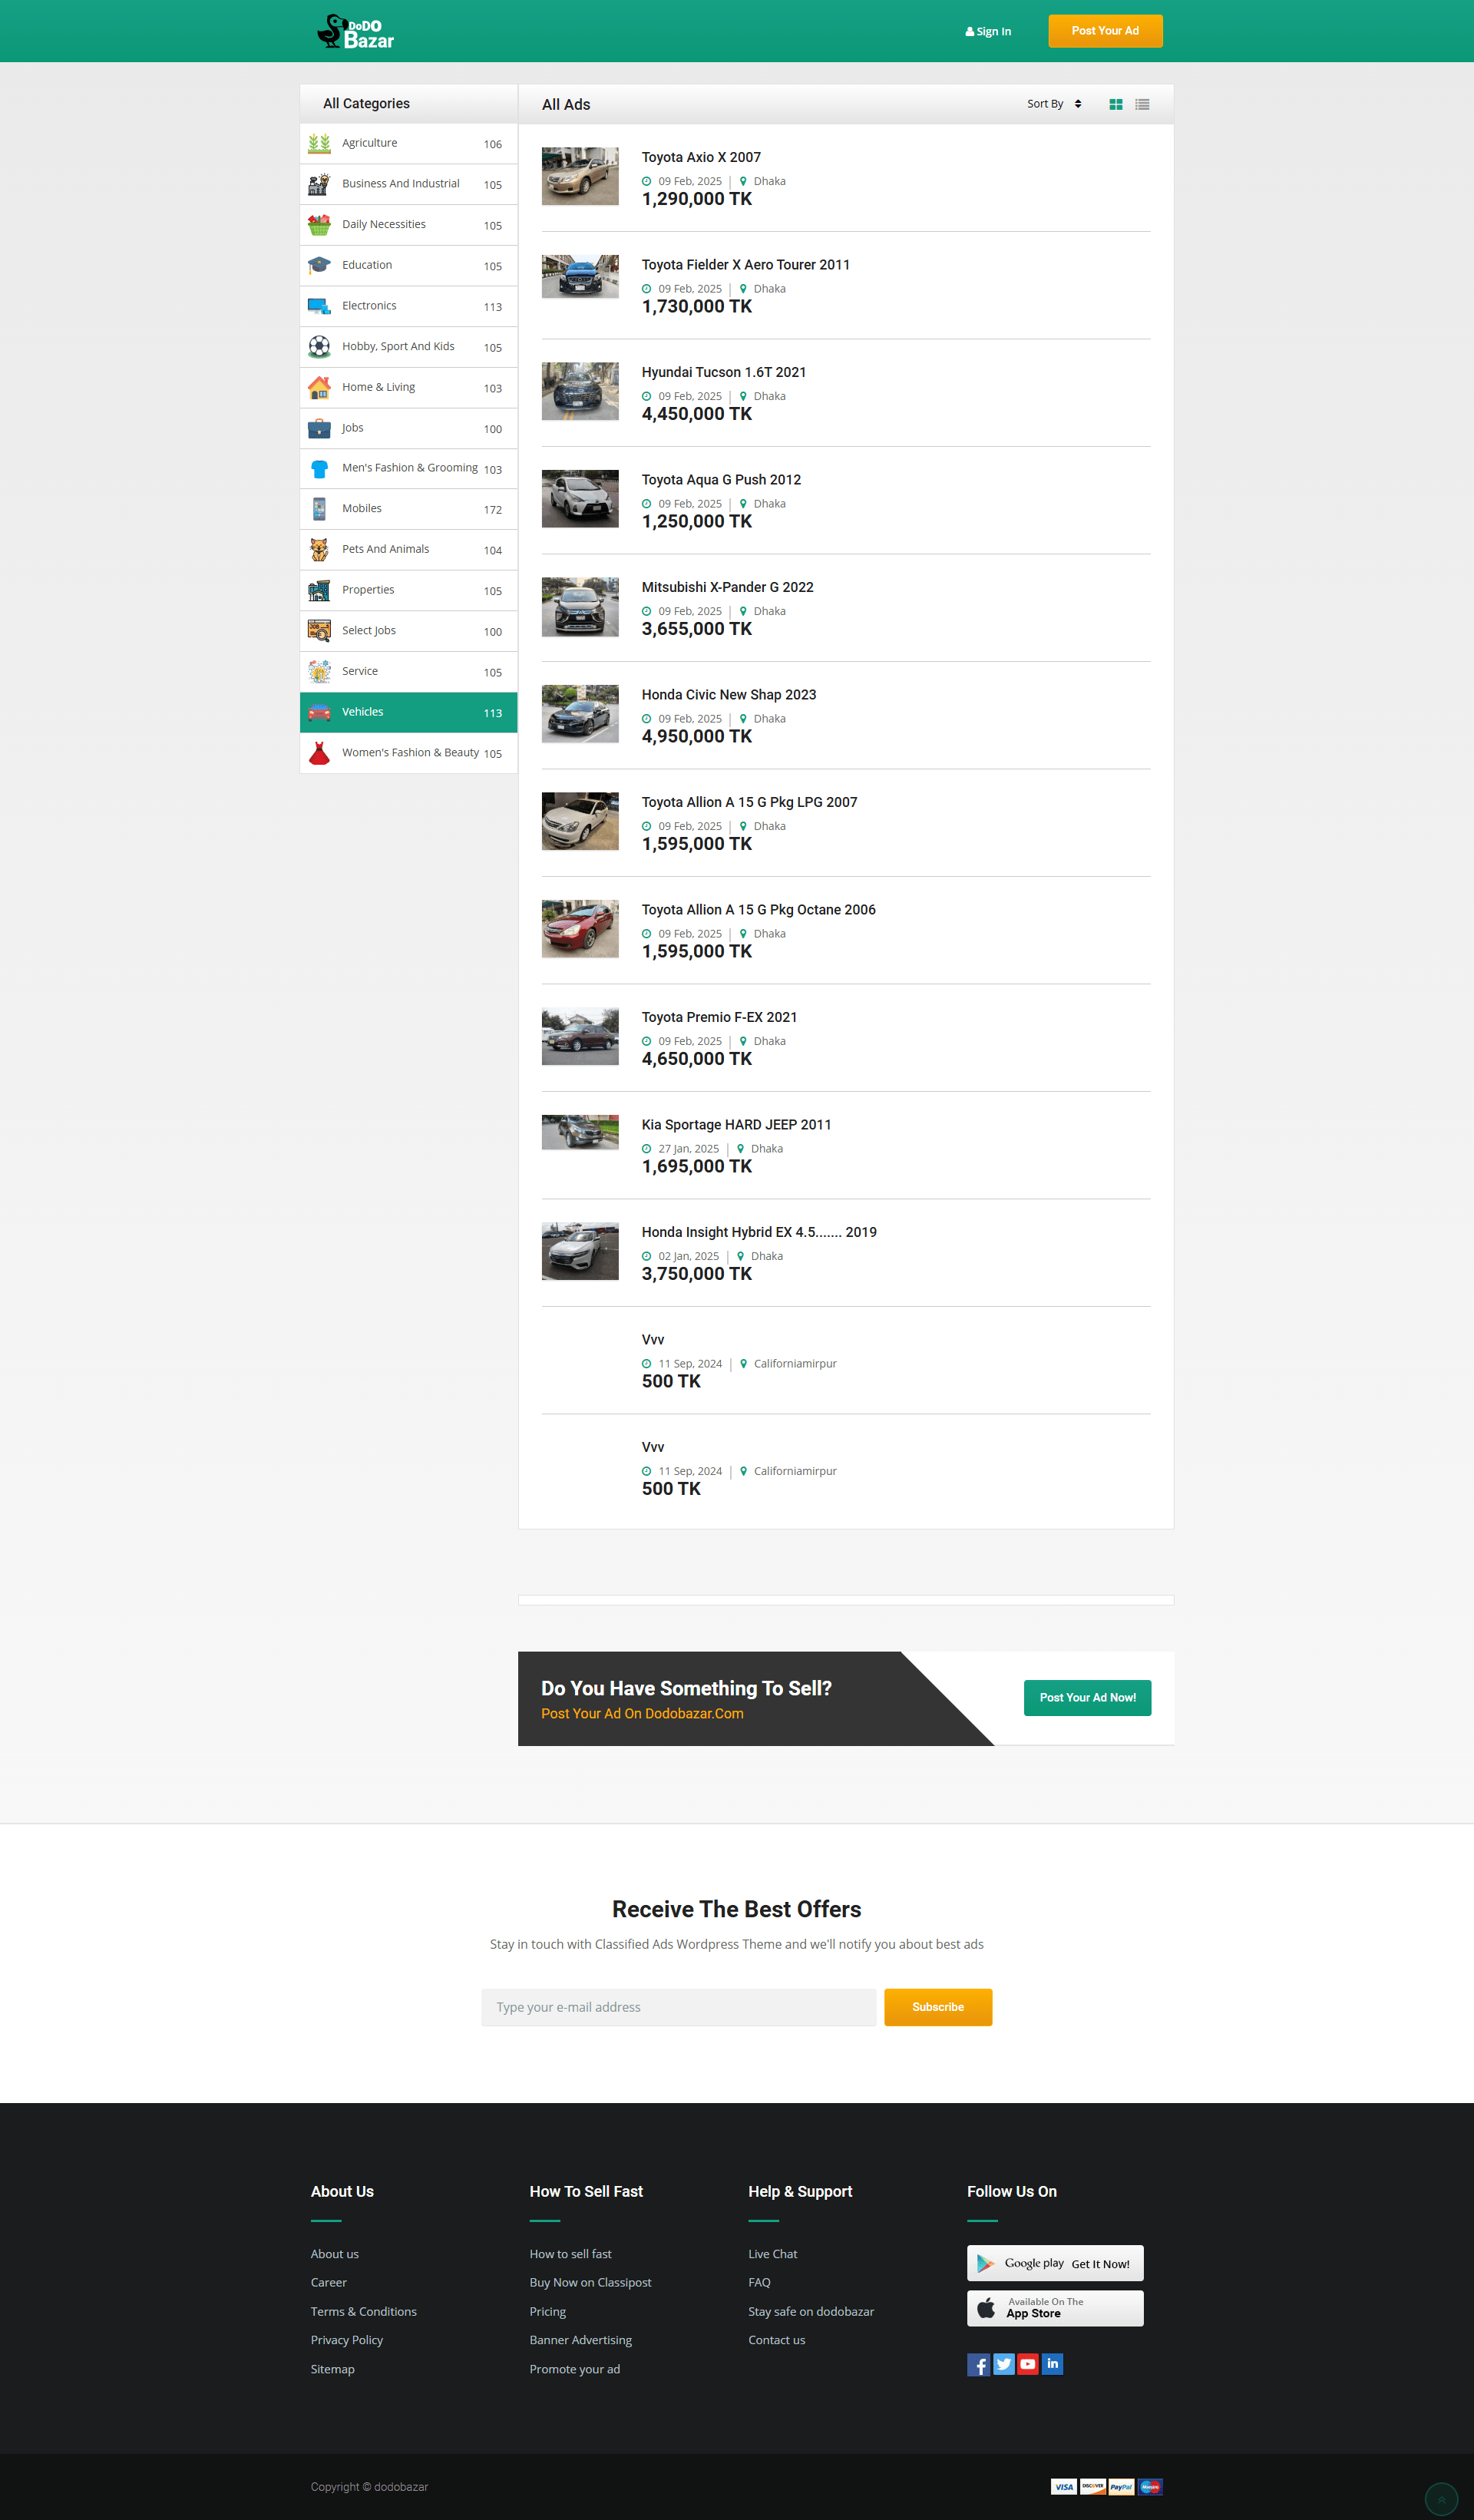 DoDO
Bazar
Sign In
Post Your Ad
All Categories
Agriculture 106
Business And Industrial 105
Daily Necessities 105
Education 105
Electronics 113
Hobby, Sport And Kids 105
Home & Living 103
Jobs 100
Men's Fashion & Grooming 103
Mobiles 172
Pets And Animals 104
Properties 105
Select Jobs 100
Service 105
Vehicles 113
Women's Fashion & Beauty 105
All Ads
Sort By
Toyota Axio X 2007
09 Feb, 2025 Dhaka
1,290,000 TK
Toyota Fielder X Aero Tourer 2011
09 Feb, 2025 Dhaka
1,730,000 TK
Hyundai Tucson 1.6T 2021
09 Feb, 2025 Dhaka
4,450,000 TK
Toyota Aqua G Push 2012
09 Feb, 2025 Dhaka
1,250,000 TK
Mitsubishi X-Pander G 2022
09 Feb, 2025 Dhaka
3,655,000 TK
Honda Civic New Shap 2023
09 Feb, 2025 Dhaka
4,950,000 TK
Toyota Allion A 15 G Pkg LPG 2007
09 Feb, 2025 Dhaka
1,595,000 TK
Toyota Allion A 15 G Pkg Octane 2006
09 Feb, 2025 Dhaka
1,595,000 TK
Toyota Premio F-EX 2021
09 Feb, 2025 Dhaka
4,650,000 TK
Kia Sportage HARD JEEP 2011
27 Jan, 2025 Dhaka
1,695,000 TK
Honda Insight Hybrid EX 4.5....... 2019
02 Jan, 2025 Dhaka
3,750,000 TK
Vvv
11 Sep, 2024 Californiamirpur
500 TK
Vvv
11 Sep, 2024 Californiamirpur
500 TK
Do You Have Something To Sell?
Post Your Ad On Dodobazar.Com
Post Your Ad Now!
Receive The Best Offers
Stay in touch with Classified Ads Wordpress Theme and we'll notify you about best ads
Type your e-mail address
Subscribe
About Us
About us
Career
Terms & Conditions
Privacy Policy
Sitemap
How To Sell Fast
How to sell fast
Buy Now on Classipost
Pricing
Banner Advertising
Promote your ad
Help & Support
Live Chat
FAQ
Stay safe on dodobazar
Contact us
Follow Us On
Google play Get It Now!
Available On The
App Store
Copyright © dodobazar
VISA DISCOVER PayPal Maestro